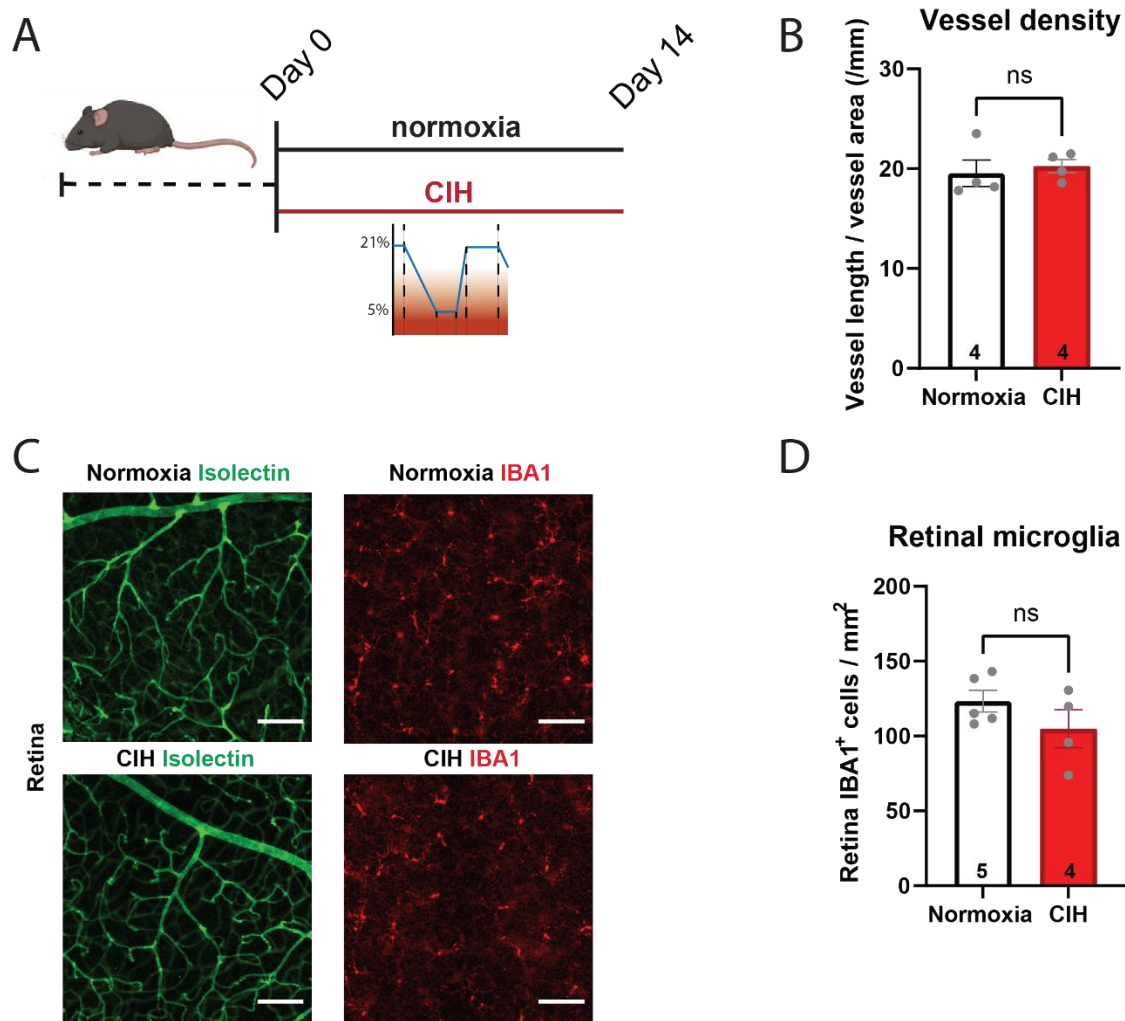 A
Day 0
Day 14
normoxia
CIH
21%
5%
B
Vessel density
Vessel length / vessel area (/mm)
30
20
10
0
ns
4
4
Normoxia
CIH
C
Normoxia Isolectin
Normoxia IBA1
Retina
CIH Isolectin
CIH IBA1
D
Retinal microglia
Retina IBA1⁺ cells / mm²
200
150
100
50
0
ns
5
4
Normoxia
CIH